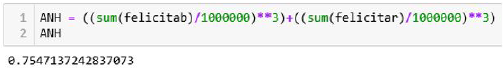 1 ANH = ((sum(felicitab)/1000000)**3)+((sum(felicitar)/1000000)**3)
2 ANH
0.7547137242837073